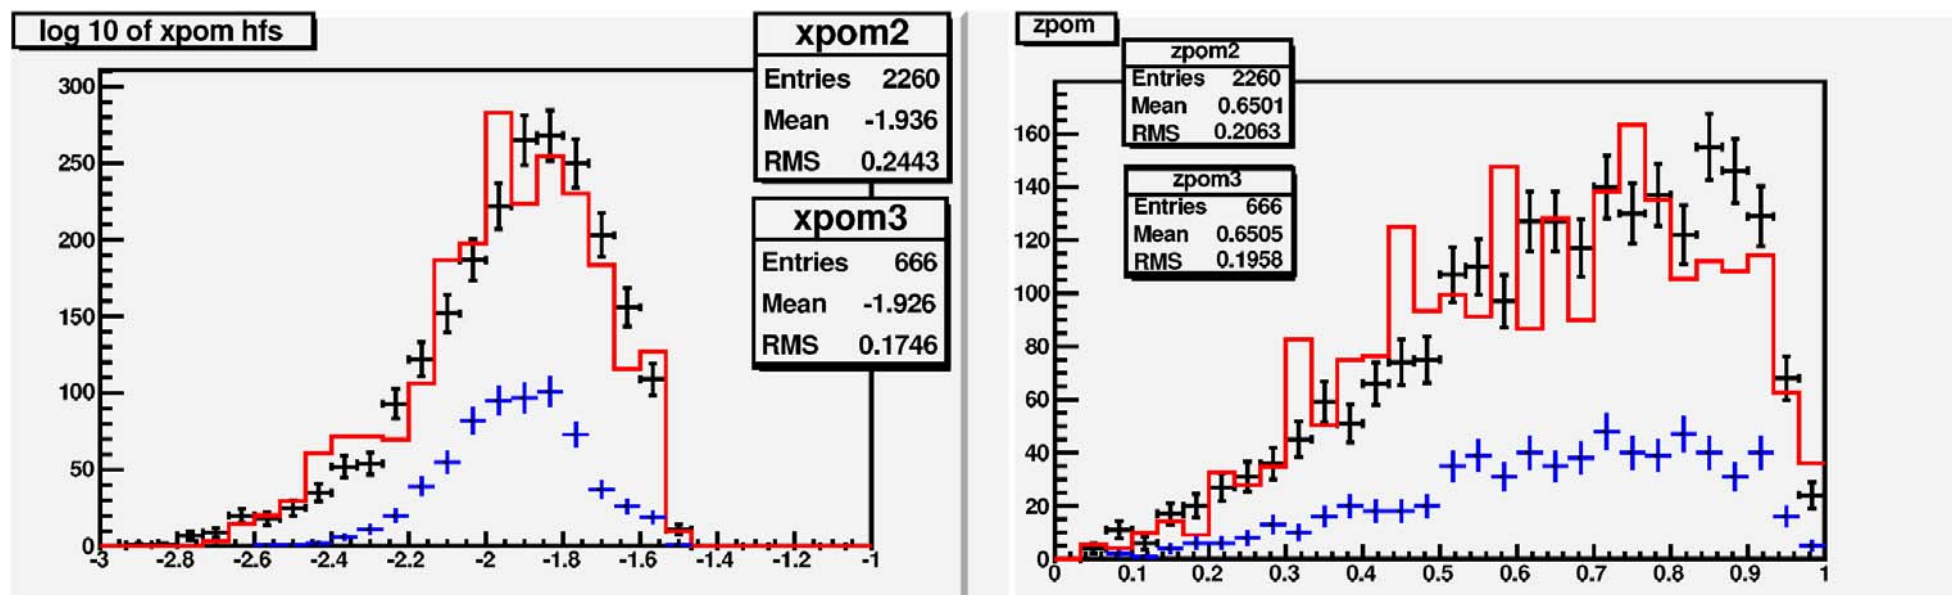 log 10 of xpom hfs
xpom2
Entries 2260
Mean -1.936
RMS 0.2443
xpom3
Entries 666
Mean -1.926
RMS 0.1746
300
250
200
150
100
50
0
-3 -2.8 -2.6 -2.4 -2.2 -2 -1.8 -1.6 -1.4 -1.2 -1
zpom
zpom2
Entries 2260
Mean 0.6501
RMS 0.2063
zpom3
Entries 666
Mean 0.6505
RMS 0.1958
160
140
120
100
80
60
40
20
0
0 0.1 0.2 0.3 0.4 0.5 0.6 0.7 0.8 0.9 1